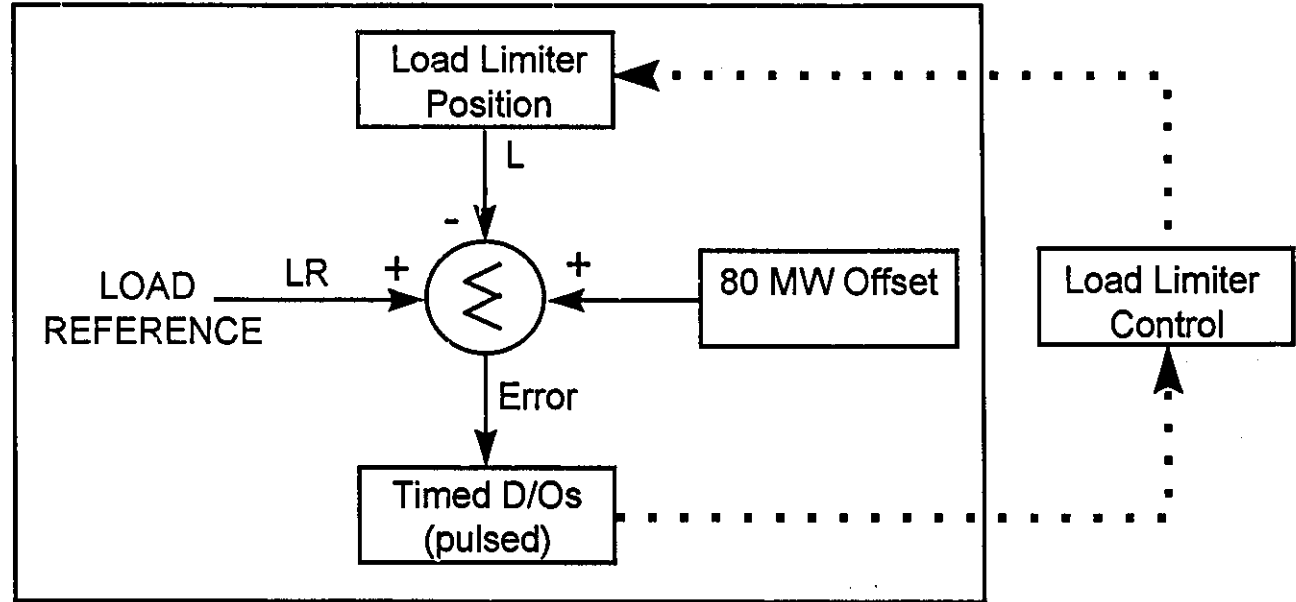 Load Limiter
Position
L
-
LOAD
REFERENCE
LR
+
Σ
+
80 MW Offset
Load Limiter
Control
Error
Timed D/Os
(pulsed)